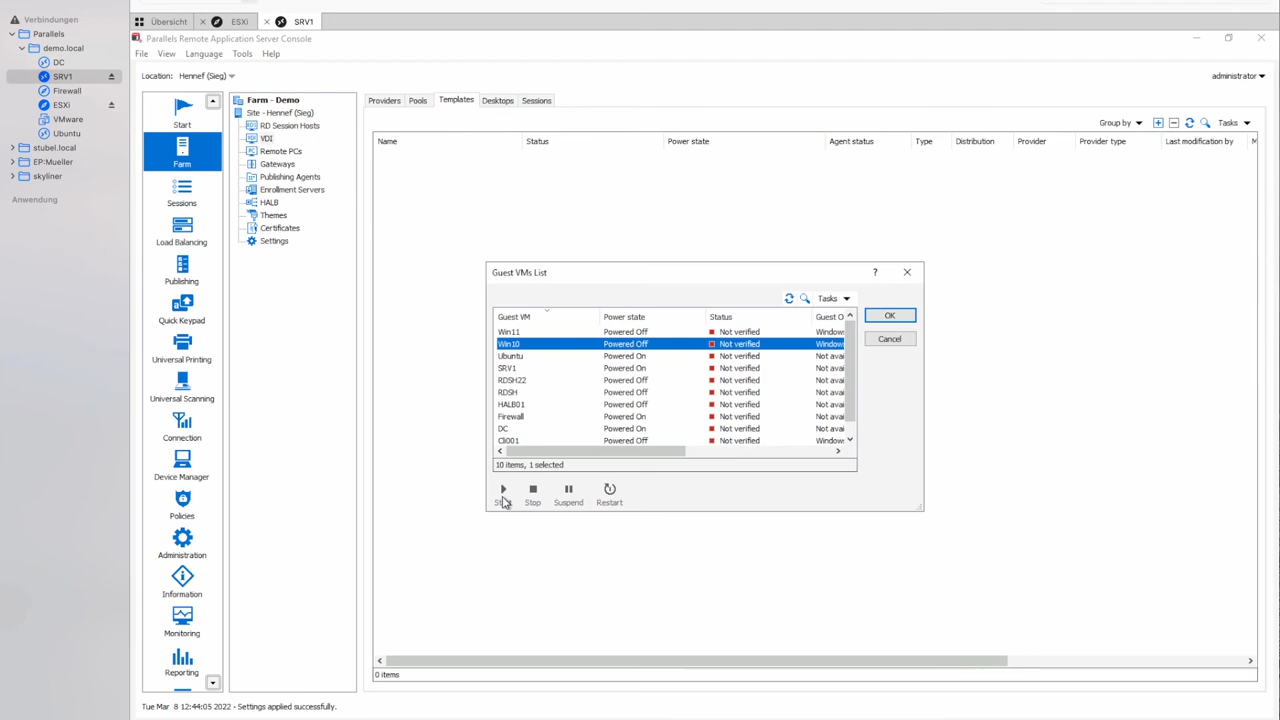 Verbindungen
Parallels
demo.local
DC
SRV1
Firewall
ESXi
VMware
Ubuntu
stubel.local
EP:Mueller
skyliner
Anwendung
Übersicht
ESXi
SRV1
Parallels Remote Application Server Console
File View Language Tools Help
Location: Hennef (Sieg)
administrator
Start
Farm
Sessions
Load Balancing
Publishing
Quick Keypad
Universal Printing
Universal Scanning
Connection
Device Manager
Policies
Administration
Information
Monitoring
Reporting
Farm - Demo
Site - Hennef (Sieg)
RD Session Hosts
VDI
Remote PCs
Gateways
Publishing Agents
Enrollment Servers
HALB
Themes
Certificates
Settings
Providers Pools Templates Desktops Sessions
Group by Tasks
Name Status Power state Agent status Type Distribution Provider Provider type Last modification by M
Guest VMs List ?
Tasks
Guest VM Power state Status Guest O
Win11 Powered Off Not verified Window
Win10 Powered Off Not verified Window
Ubuntu Powered On Not verified Not avai
SRV1 Powered On Not verified Not avai
RDSH22 Powered Off Not verified Not avai
RDSH Powered Off Not verified Not avai
HALB01 Powered Off Not verified Not avai
Firewall Powered On Not verified Not avai
DC Powered On Not verified Not avai
Cli001 Powered Off Not verified Window
10 items, 1 selected
Stop Suspend Restart
OK
Cancel
0 items
Tue Mar 8 12:44:05 2022 - Settings applied successfully.